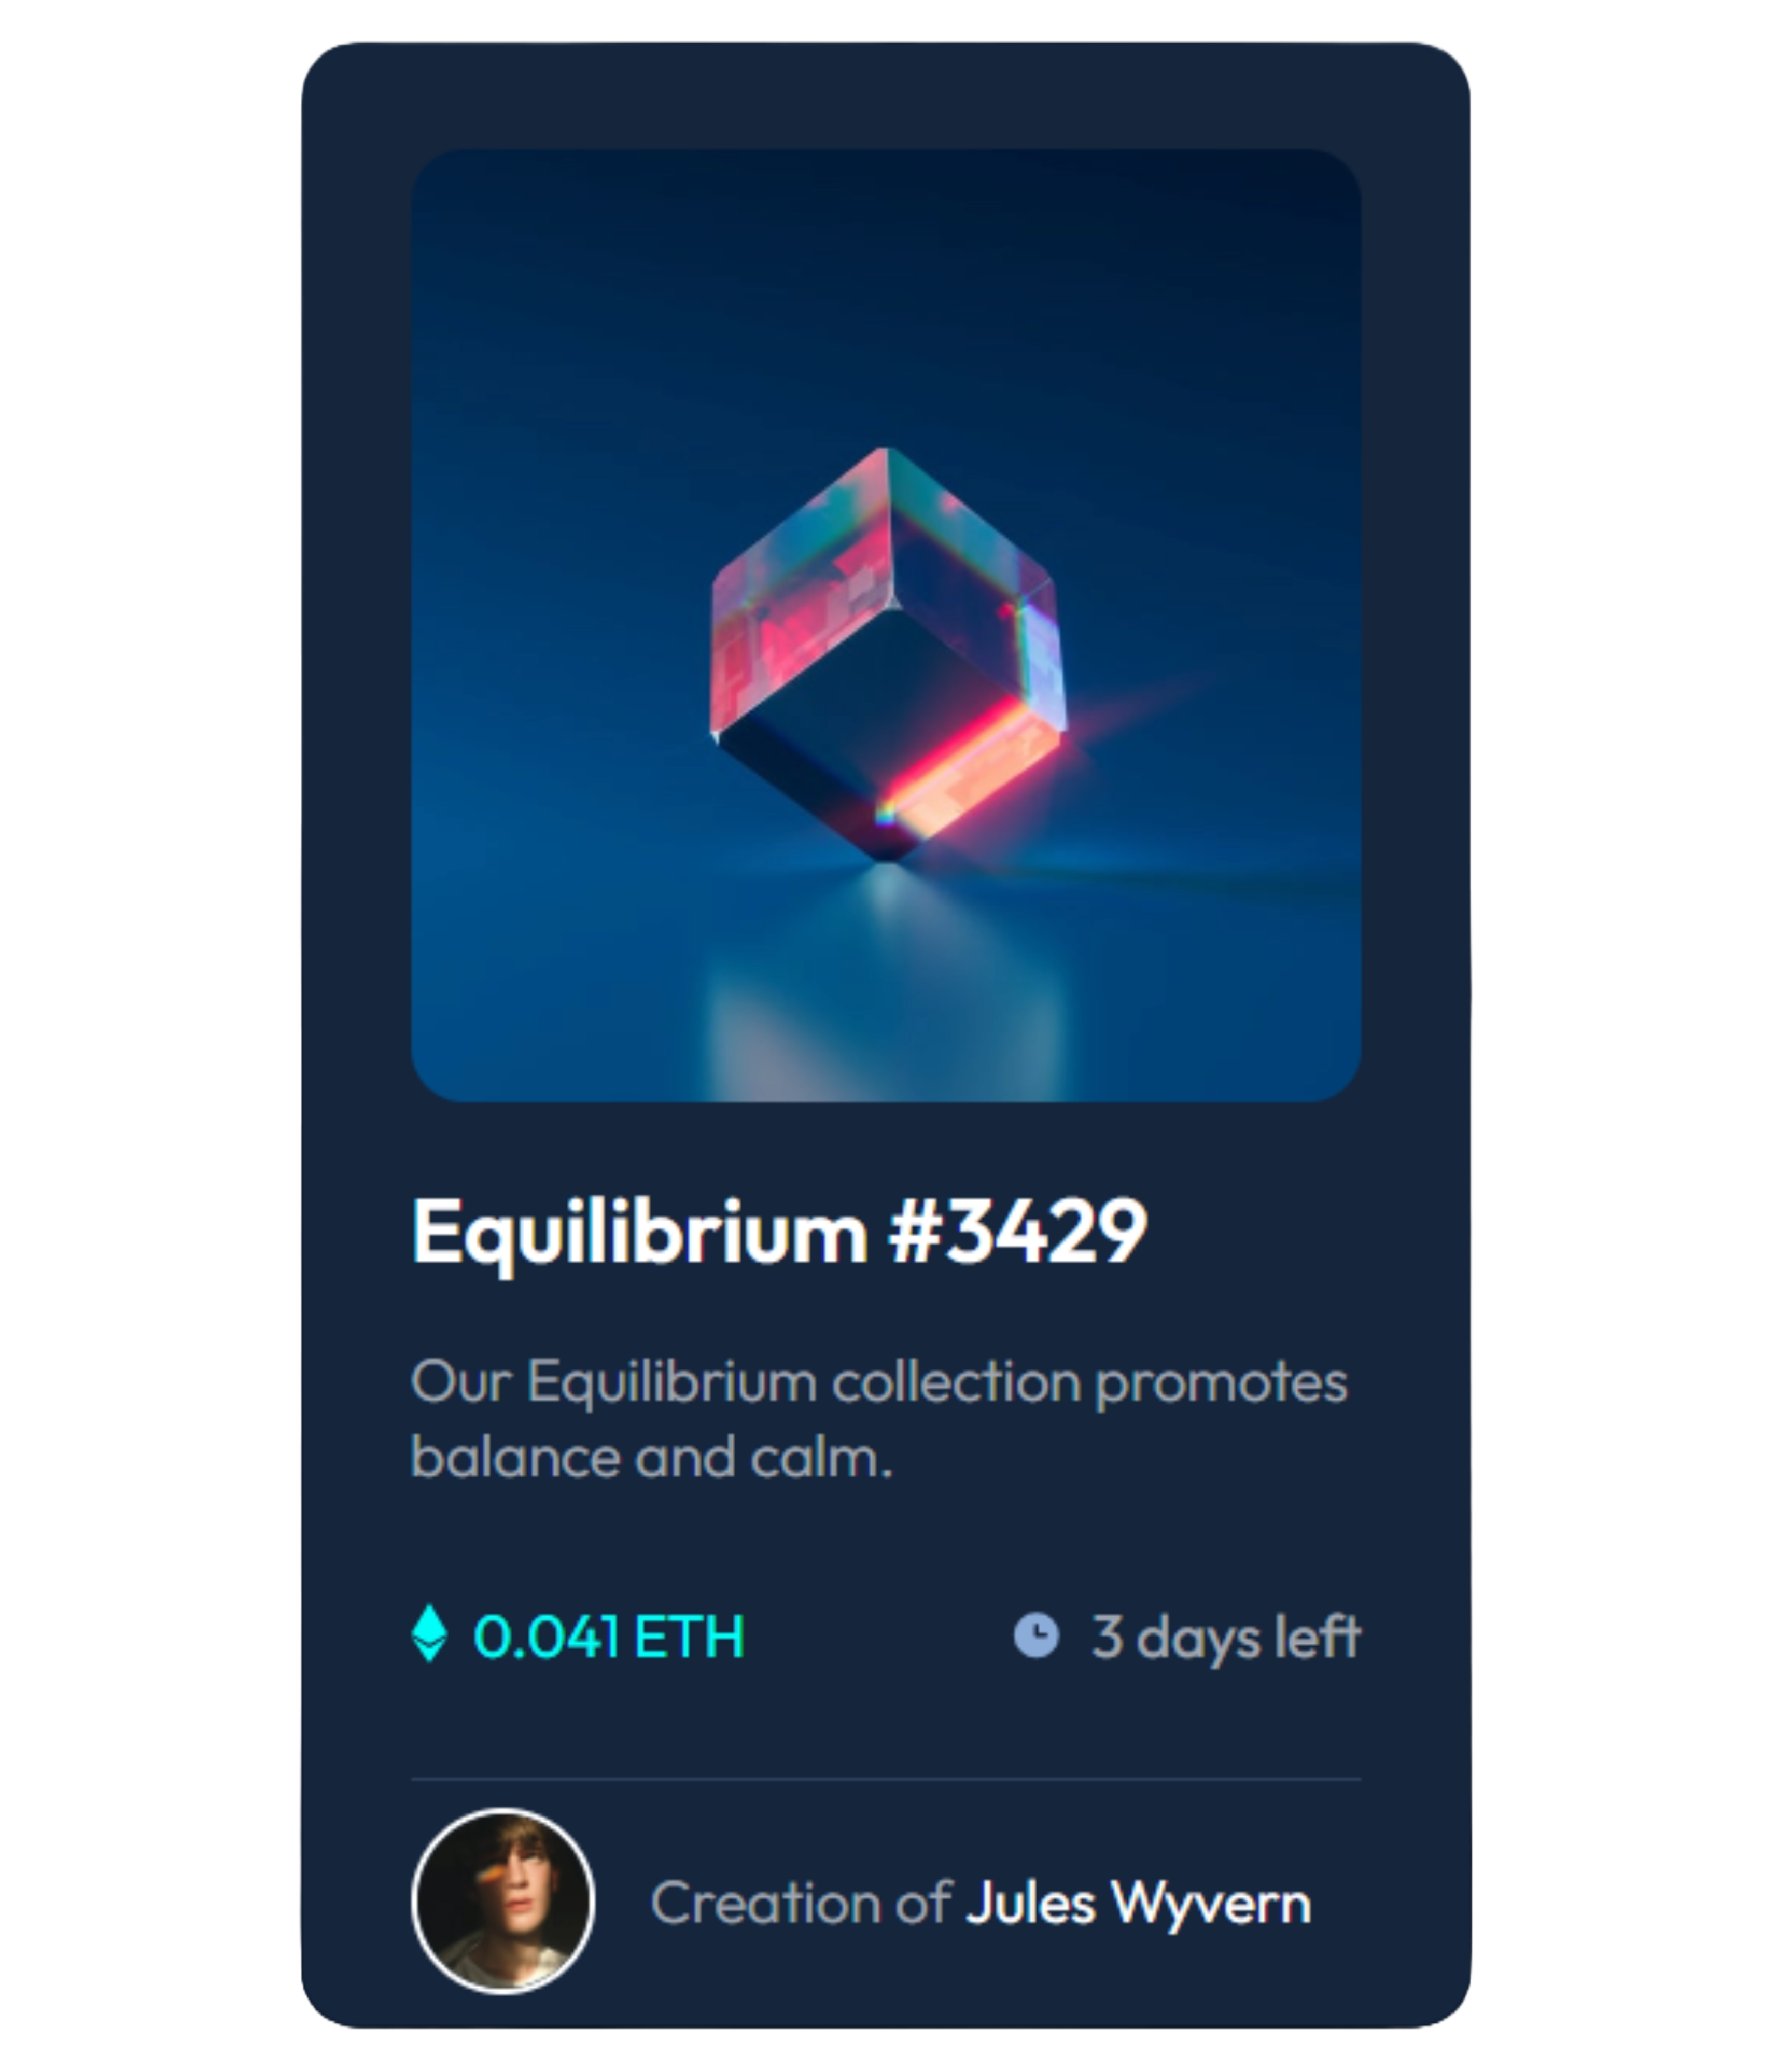 Equilibrium #3429
Our Equilibrium collection promotes
balance and calm.
0.041 ETH
3 days left
Creation of Jules Wyvern